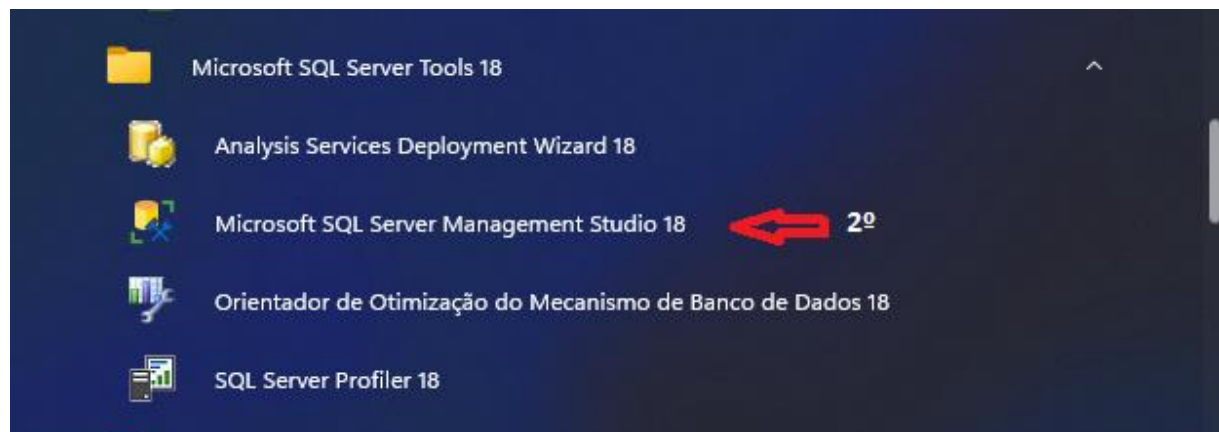 Microsoft SQL Server Tools 18
Analysis Services Deployment Wizard 18
Microsoft SQL Server Management Studio 18 2º
Orientador de Otimização do Mecanismo de Banco de Dados 18
SQL Server Profiler 18